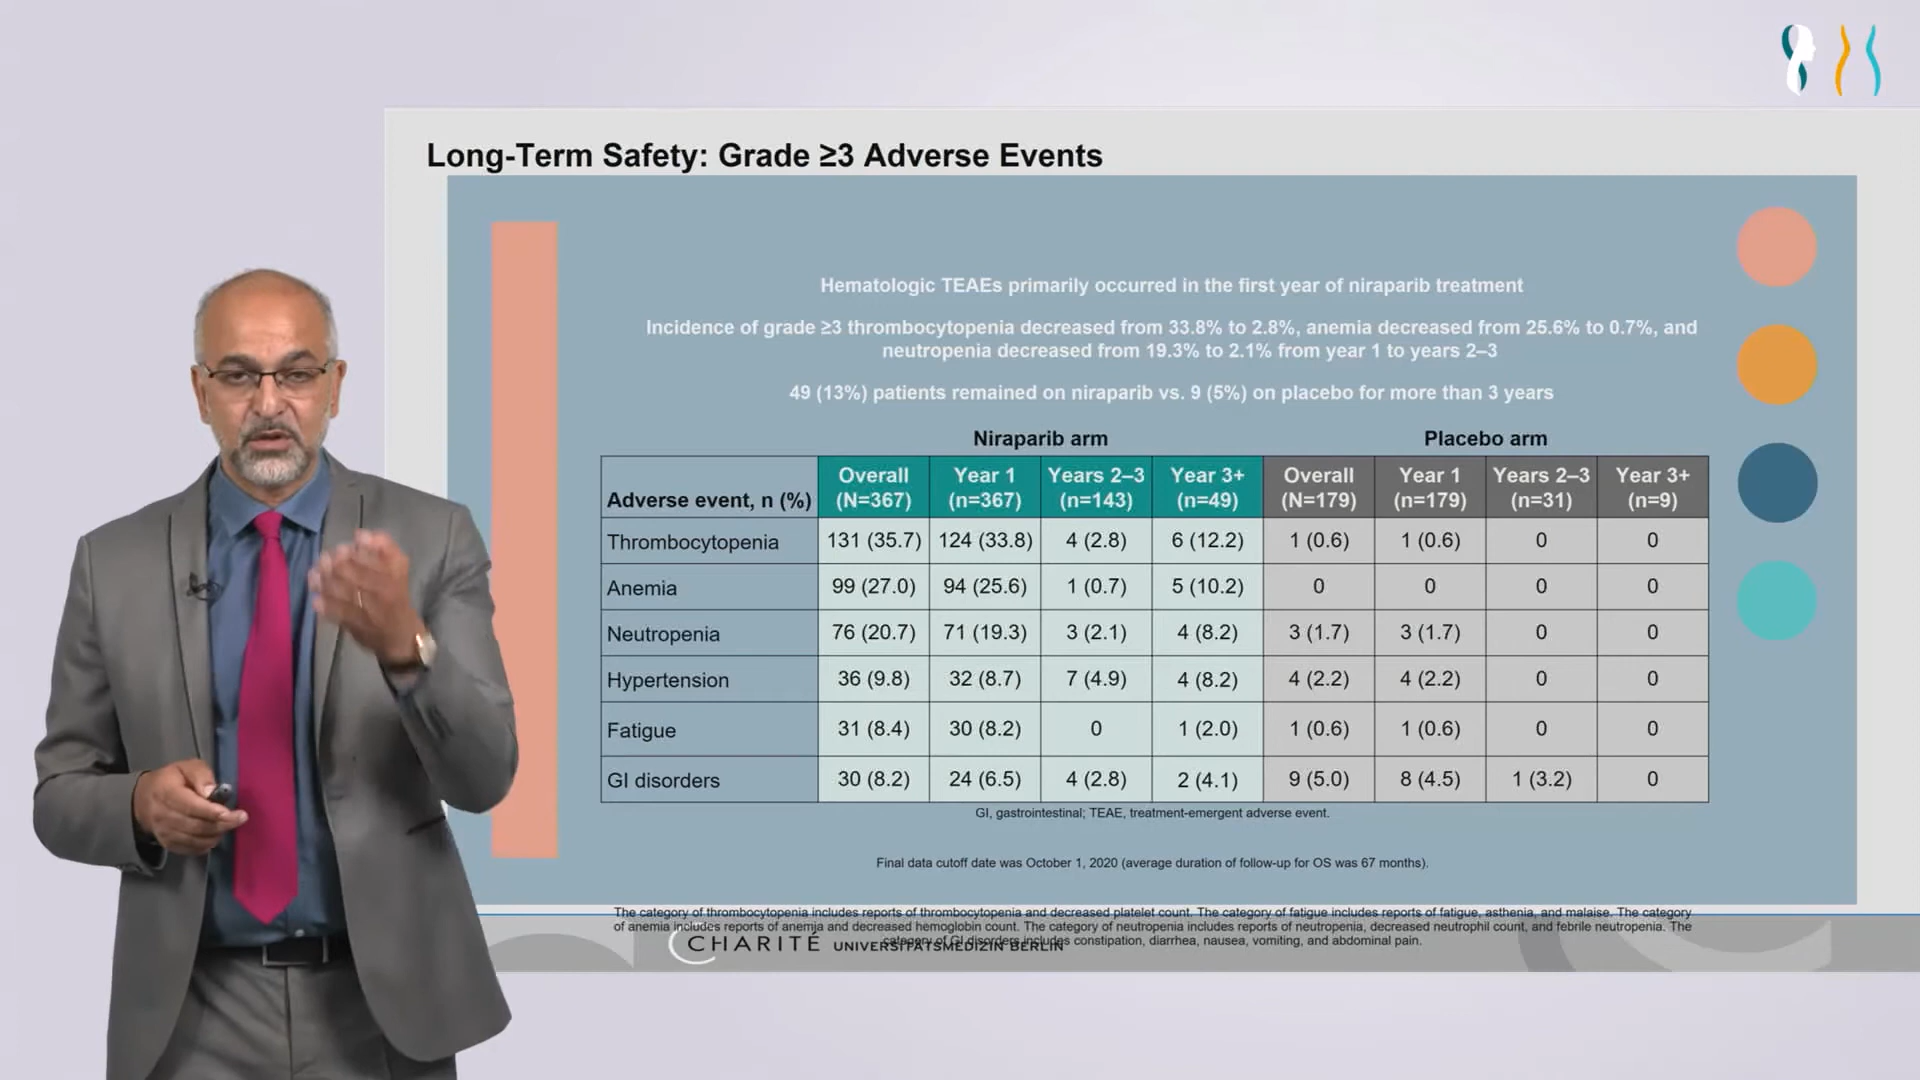 Long-Term Safety: Grade ≥3 Adverse Events
Hematologic TEAEs primarily occurred in the first year of niraparib treatment
Incidence of grade ≥3 thrombocytopenia decreased from 33.8% to 2.8%, anemia decreased from 25.6% to 0.7%, and
neutropenia decreased from 19.3% to 2.1% from year 1 to years 2–3
49 (13%) patients remained on niraparib vs. 9 (5%) on placebo for more than 3 years
Niraparib arm Placebo arm
Adverse event, n (%) Overall (N=367) Year 1 (n=367) Years 2–3 (n=143) Year 3+ (n=49) Overall (N=179) Year 1 (n=179) Years 2–3 (n=31) Year 3+ (n=9)
Thrombocytopenia 131 (35.7) 124 (33.8) 4 (2.8) 6 (12.2) 1 (0.6) 1 (0.6) 0 0
Anemia 99 (27.0) 94 (25.6) 1 (0.7) 5 (10.2) 0 0 0 0
Neutropenia 76 (20.7) 71 (19.3) 3 (2.1) 4 (8.2) 3 (1.7) 3 (1.7) 0 0
Hypertension 36 (9.8) 32 (8.7) 7 (4.9) 4 (8.2) 4 (2.2) 4 (2.2) 0 0
Fatigue 31 (8.4) 30 (8.2) 0 1 (2.0) 1 (0.6) 1 (0.6) 0 0
GI disorders 30 (8.2) 24 (6.5) 4 (2.8) 2 (4.1) 9 (5.0) 8 (4.5) 1 (3.2) 0
GI, gastrointestinal; TEAE, treatment-emergent adverse event.
Final data cutoff date was October 1, 2020 (average duration of follow-up for OS was 67 months).
The category of thrombocytopenia includes reports of thrombocytopenia and decreased platelet count. The category of fatigue includes reports of fatigue, asthenia, and malaise. The category
of anemia includes reports of anemia and decreased hemoglobin count. The category of neutropenia includes reports of neutropenia, decreased neutrophil count, and febrile neutropenia. The
category of GI disorders includes constipation, diarrhea, nausea, vomiting, and abdominal pain.
CHARITÉ UNIVERSITÄTSMEDIZIN BERLIN